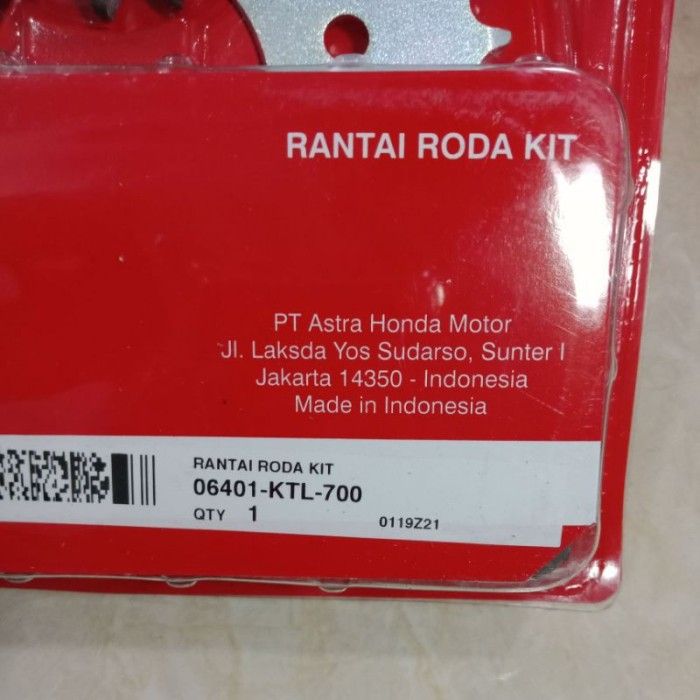 RANTAI RODA KIT
PT Astra Honda Motor
Jl. Laksda Yos Sudarso, Sunter I
Jakarta 14350 - Indonesia
Made in Indonesia
RANTAI RODA KIT
06401-KTL-700
QTY 1
0119Z21